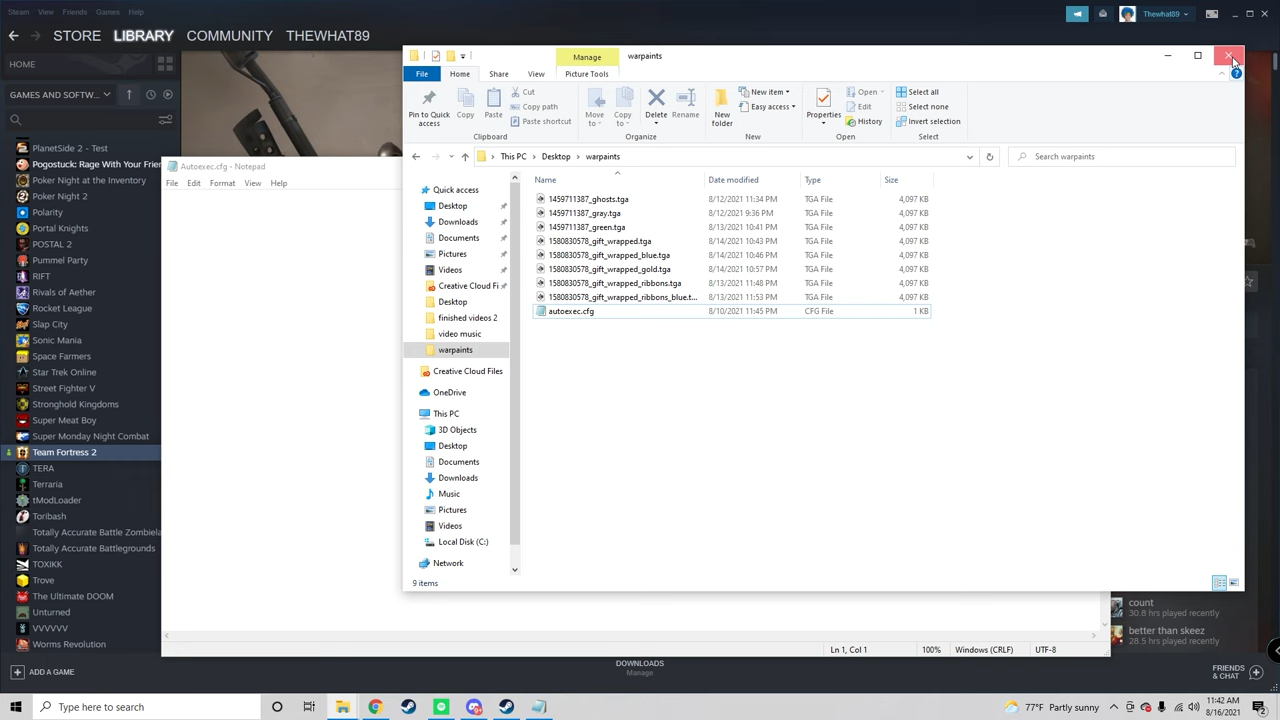 Steam View Friends Games Help
Thewhat89
STORE LIBRARY COMMUNITY THEWHAT89
HOME
GAMES AND SOFTW...
PlanetSide 2 - Test
Pogostuck: Rage With Your Frien
Poker Night at the Inventory
Poker Night 2
Polarity
Portal Knights
POSTAL 2
Pummel Party
RIFT
Rivals of Aether
Rocket League
Slap City
Sonic Mania
Space Farmers
Star Trek Online
Street Fighter V
Stronghold Kingdoms
Super Meat Boy
Super Monday Night Combat
Team Fortress 2
TERA
Terraria
tModLoader
Toribash
Totally Accurate Battle Zombiela
Totally Accurate Battlegrounds
TOXIKK
Trove
The Ultimate DOOM
Unturned
VVVVVV
Worms Revolution
ADD A GAME
Autoexec.cfg - Notepad
File Edit Format View Help
Ln 1, Col 1 100% Windows (CRLF) UTF-8
Manage warpaints
File Home Share View Picture Tools
Pin to Quick access
Copy
Paste
Cut
Copy path
Paste shortcut
Clipboard
Move to
Copy to
Delete
Rename
Organize
New folder
New item
Easy access
New
Properties
Open
Edit
History
Open
Select all
Select none
Invert selection
Select
This PC > Desktop > warpaints
Search warpaints
Quick access
Desktop
Downloads
Documents
Pictures
Videos
Creative Cloud Fi
Desktop
finished videos 2
video music
warpaints
Creative Cloud Files
OneDrive
This PC
3D Objects
Desktop
Documents
Downloads
Music
Pictures
Videos
Local Disk (C:)
Network
Name Date modified Type Size
1459711387_ghosts.tga 8/12/2021 11:34 PM TGA File 4,097 KB
1459711387_gray.tga 8/12/2021 9:36 PM TGA File 4,097 KB
1459711387_green.tga 8/13/2021 10:41 PM TGA File 4,097 KB
1580830578_gift_wrapped.tga 8/14/2021 10:43 PM TGA File 4,097 KB
1580830578_gift_wrapped_blue.tga 8/14/2021 10:46 PM TGA File 4,097 KB
1580830578_gift_wrapped_gold.tga 8/14/2021 10:57 PM TGA File 4,097 KB
1580830578_gift_wrapped_ribbons.tga 8/13/2021 11:48 PM TGA File 4,097 KB
1580830578_gift_wrapped_ribbons_blue.t... 8/13/2021 11:53 PM TGA File 4,097 KB
autoexec.cfg 8/10/2021 11:45 PM CFG File 1 KB
9 items
count
30.8 hrs played recently
better than skeez
28.5 hrs played recently
DOWNLOADS
Manage
FRIENDS & CHAT
Type here to search
77°F Partly sunny
11:42 AM
8/16/2021
2